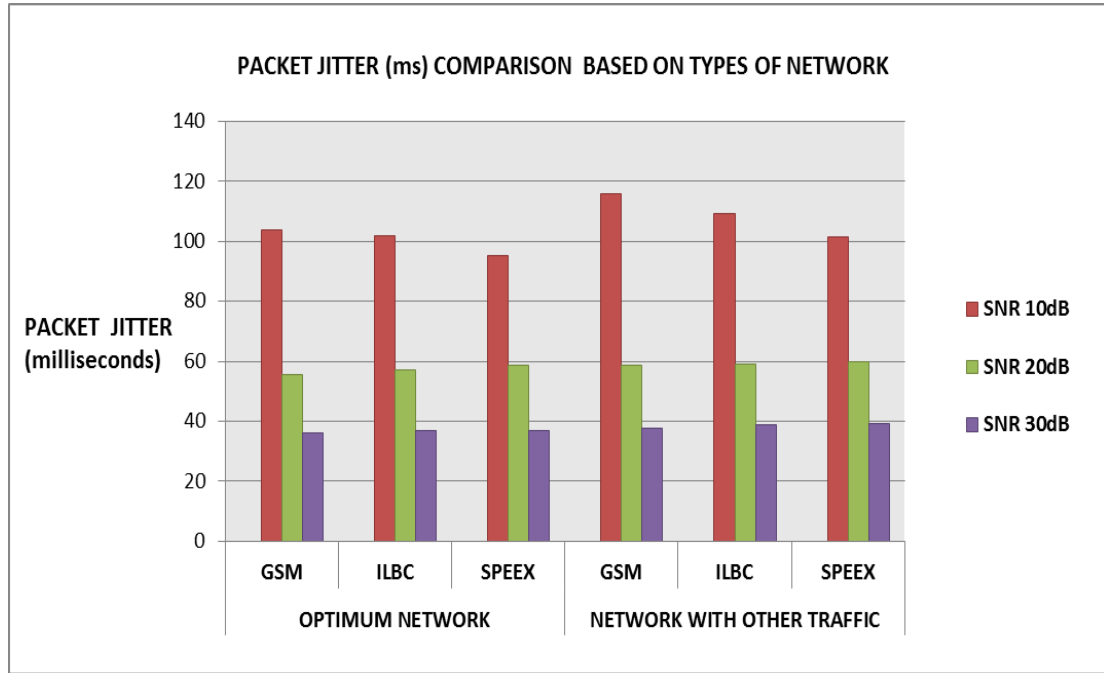 PACKET JITTER (ms) COMPARISON BASED ON TYPES OF NETWORK
140
120
100
80
60
40
20
0
PACKET JITTER
(milliseconds)
GSM ILBC SPEEX GSM ILBC SPEEX
OPTIMUM NETWORK NETWORK WITH OTHER TRAFFIC
SNR 10dB
SNR 20dB
SNR 30dB